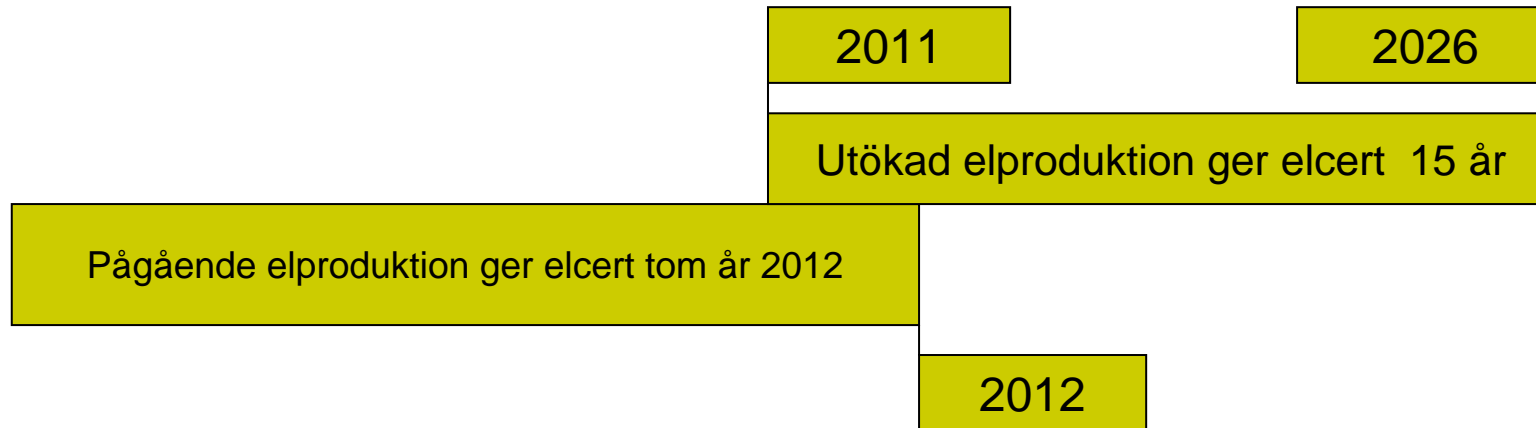 2011
2026
Utökad elproduktion ger elcert  15 år
Pågående elproduktion ger elcert tom år 2012
2012